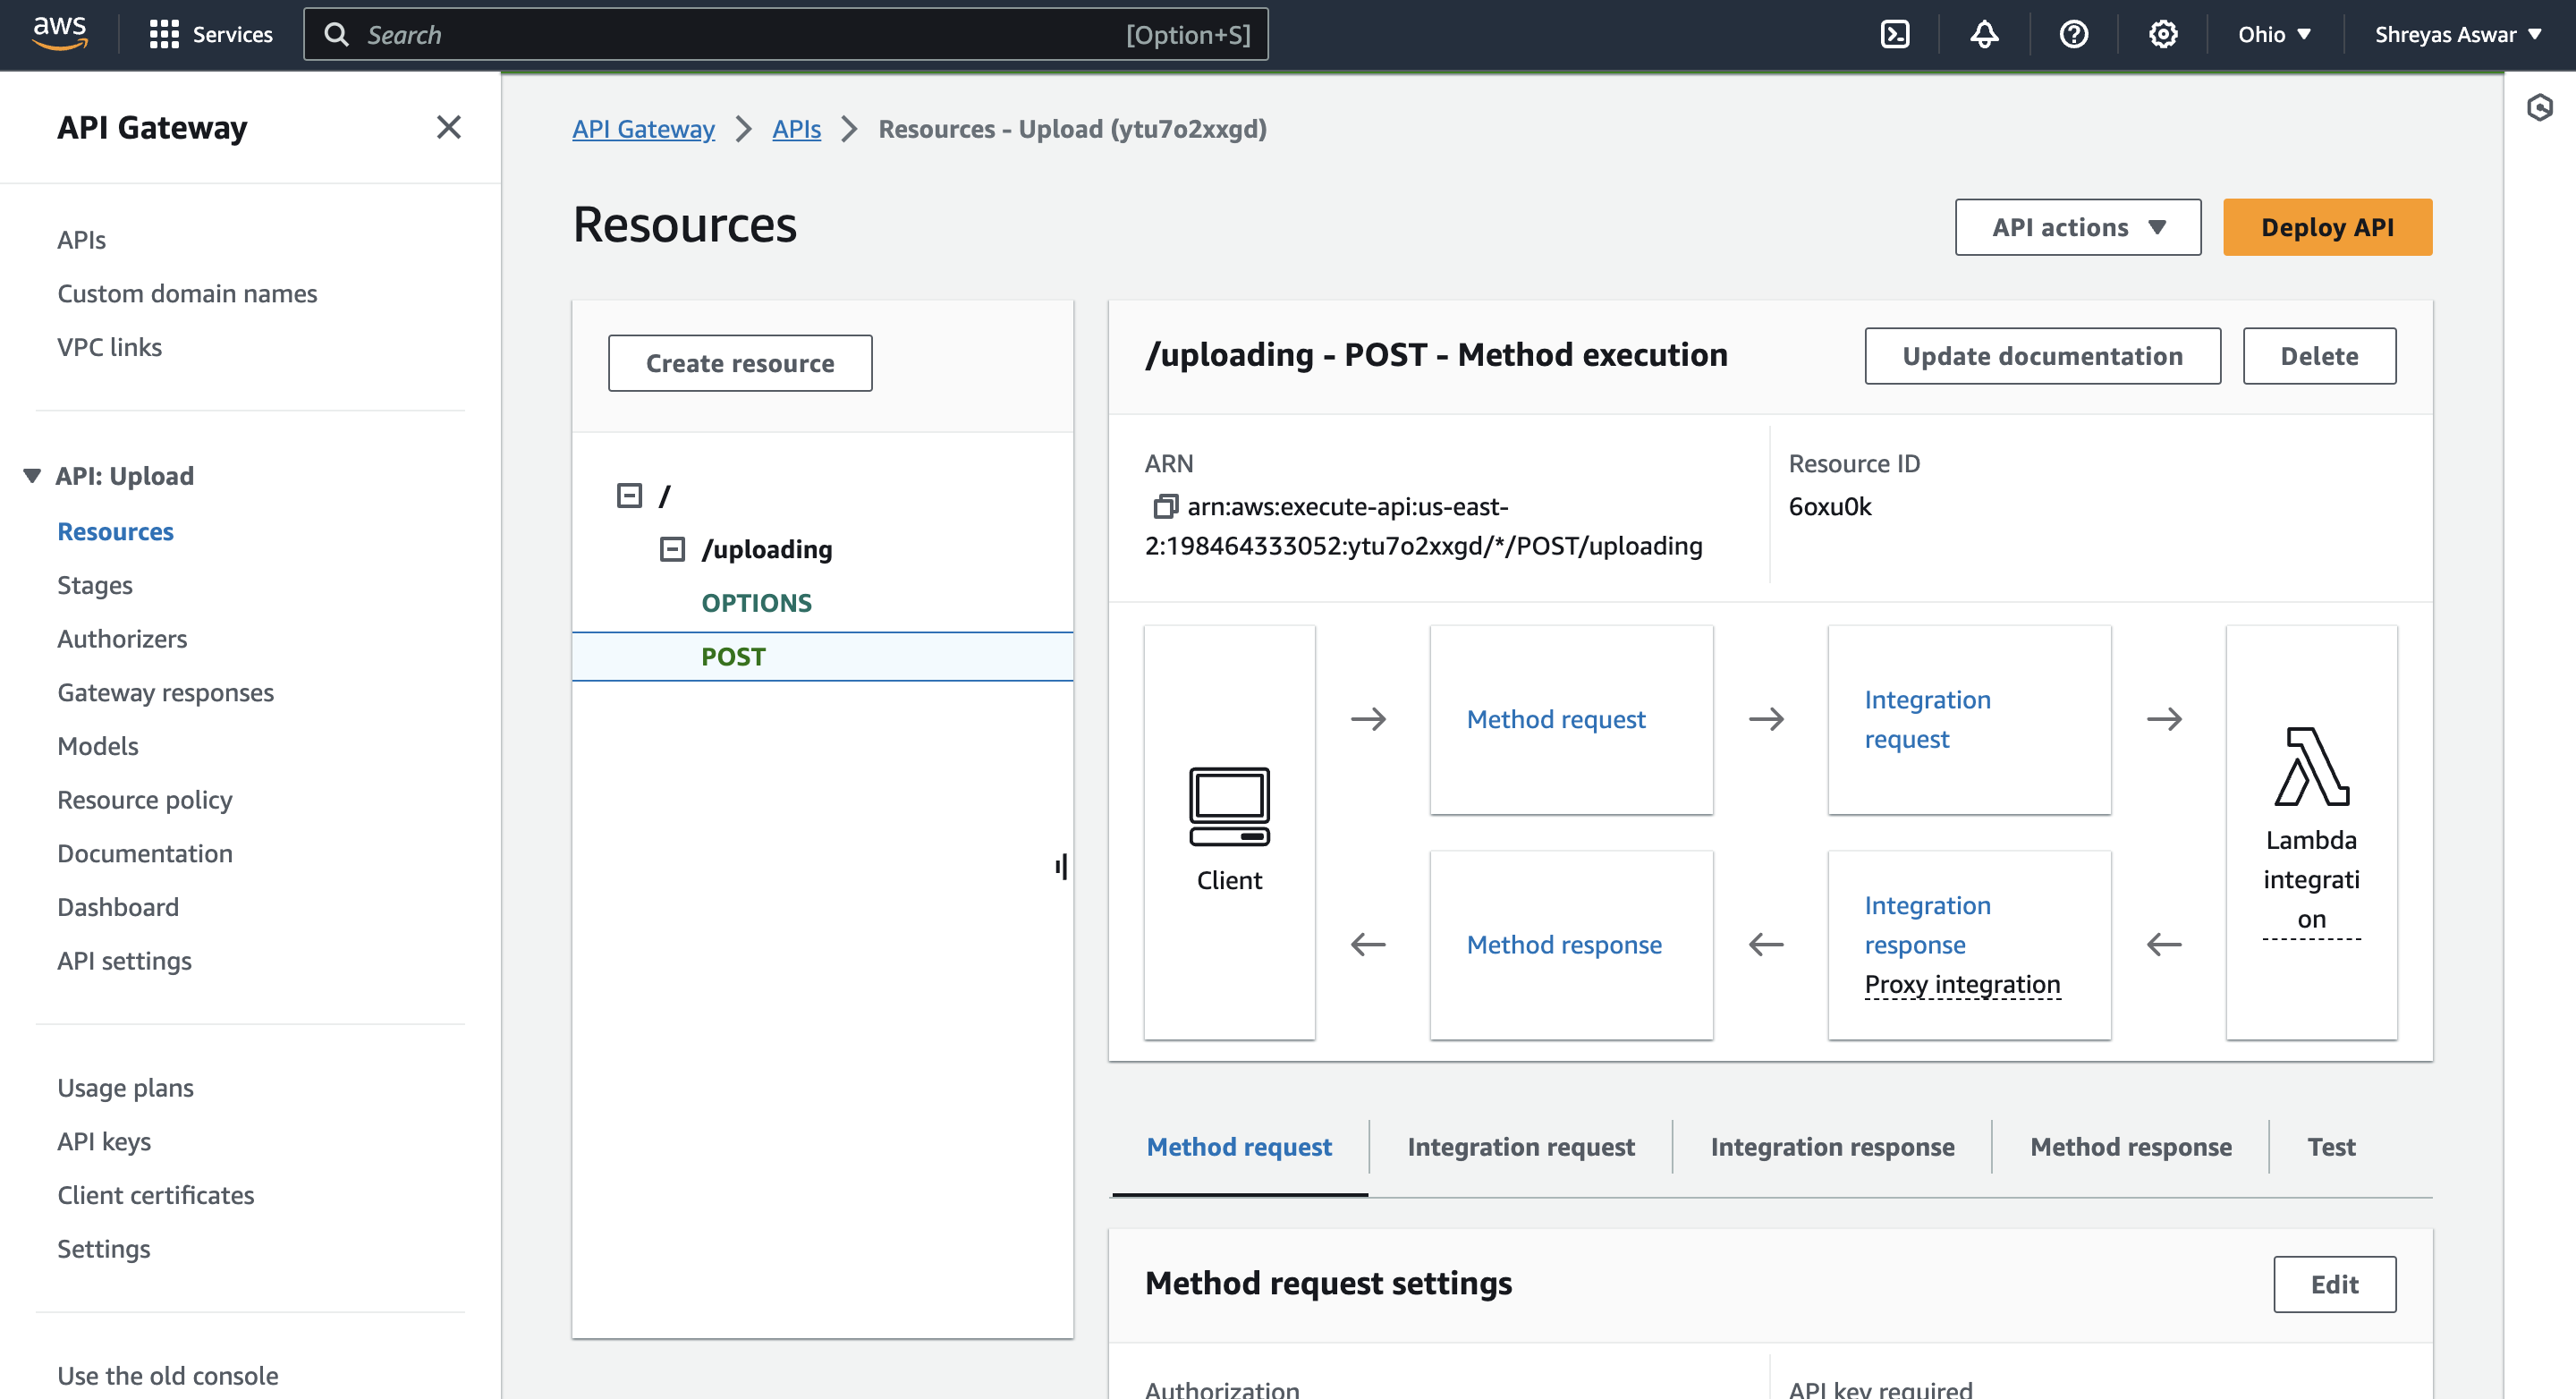 aws
Services
Search
[Option+S]
Ohio
Shreyas Aswar
API Gateway
APIs
Custom domain names
VPC links
API: Upload
Resources
Stages
Authorizers
Gateway responses
Models
Resource policy
Documentation
Dashboard
API settings
Usage plans
API keys
Client certificates
Settings
Use the old console
API Gateway
APIs
Resources - Upload (ytu7o2xxgd)
Resources
API actions
Deploy API
Create resource
/
/uploading
OPTIONS
POST
/uploading - POST - Method execution
Update documentation
Delete
ARN
arn:aws:execute-api:us-east-
2:198464333052:ytu7o2xxgd/*/POST/uploading
Resource ID
6oxu0k
Client
Method request
Integration
request
Lambda
integrati
on
Method response
Integration
response
Proxy integration
Method request
Integration request
Integration response
Method response
Test
Method request settings
Edit
Authorization
API key required